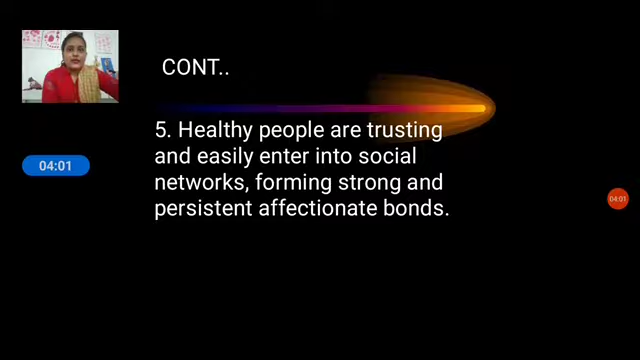 CONT..
5. Healthy people are trusting
and easily enter into social
networks, forming strong and
persistent affectionate bonds.
04:01
04:01